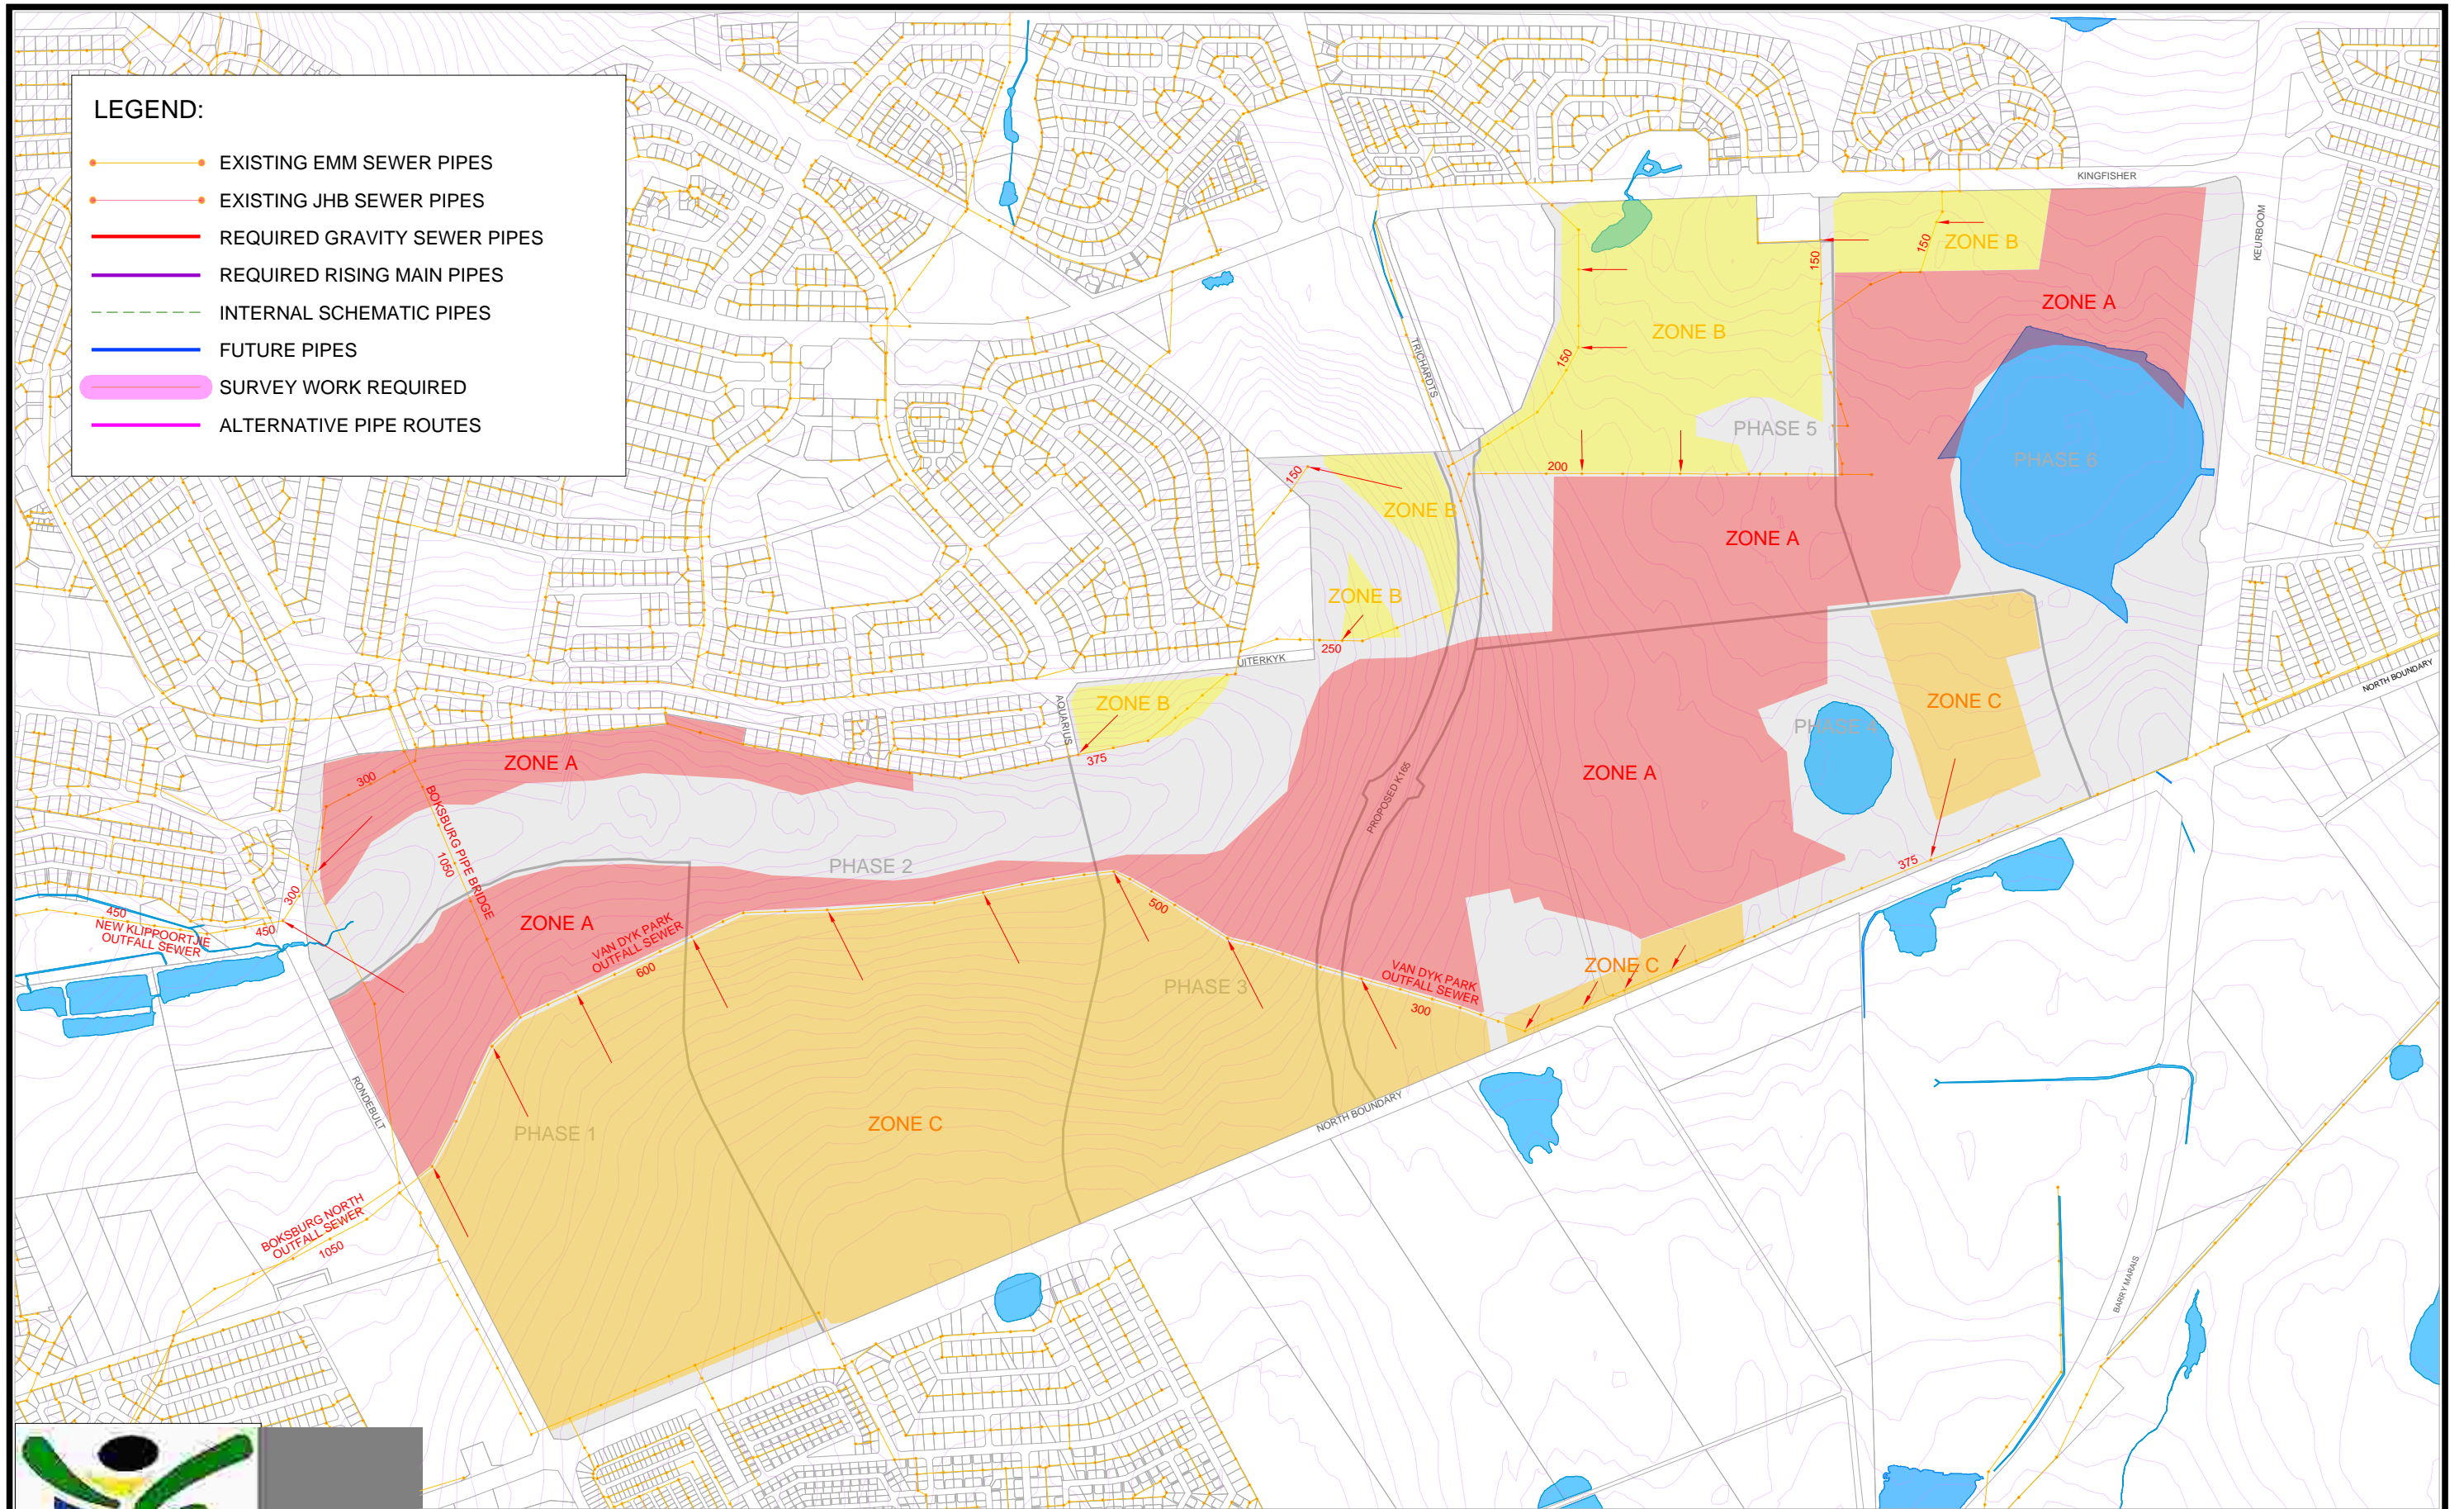 LEGEND:
EXISTING EMM SEWER PIPES
EXISTING JHB SEWER PIPES
REQUIRED GRAVITY SEWER PIPES
REQUIRED RISING MAIN PIPES
INTERNAL SCHEMATIC PIPES
FUTURE PIPES
SURVEY WORK REQUIRED
ALTERNATIVE PIPE ROUTES
KINGFISHER
KEURBOOM
ZONE B
150
150
ZONE A
ZONE B
150
TRICHARDTS
PHASE 5
PHASE 6
200
150
ZONE B
ZONE A
ZONE B
250
UITERKYK
NORTH BOUNDARY
AQUARIUS
ZONE B
375
ZONE C
PHASE 4
ZONE A
300
ZONE A
BOKSBURG PIPE BRIDGE
1050
PROPOSED K165
PHASE 2
375
300
450
NEW KLIPPOORTJIE
OUTFALL SEWER
450
ZONE A
VAN DYK PARK
OUTFALL SEWER
600
500
PHASE 3
VAN DYK PARK
OUTFALL SEWER
300
ZONE C
RONDEBULT
PHASE 1
ZONE C
NORTH BOUNDARY
BOKSBURG NORTH
OUTFALL SEWER
1050
BARRY MARAIS